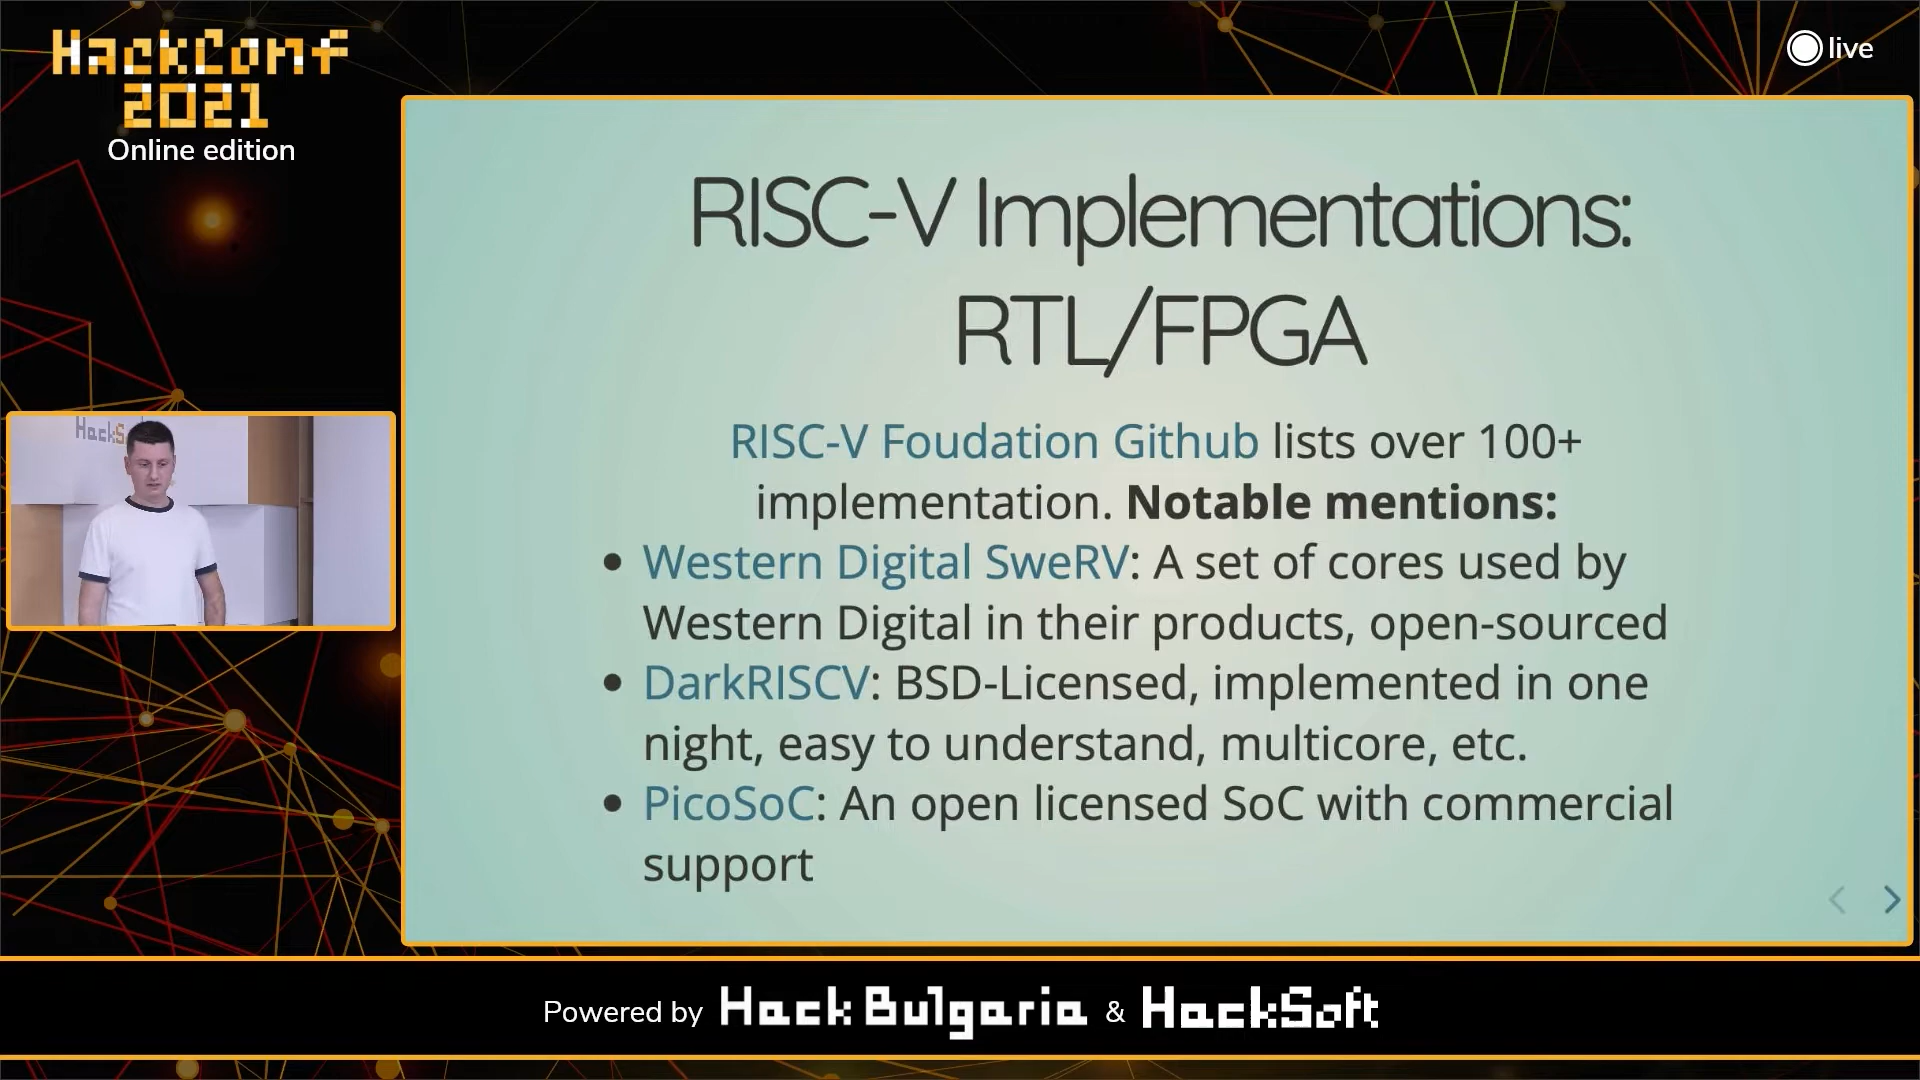 HackConf
2021
Online edition
live
RISC-V Implementations:
RTL/FPGA
RISC-V Foudation Github lists over 100+
implementation. Notable mentions:
• Western Digital SweRV: A set of cores used by
Western Digital in their products, open-sourced
• DarkRISCV: BSD-Licensed, implemented in one
night, easy to understand, multicore, etc.
• PicoSoC: An open licensed SoC with commercial
support
HackS
Powered by Hack Bulgaria & HackSoft